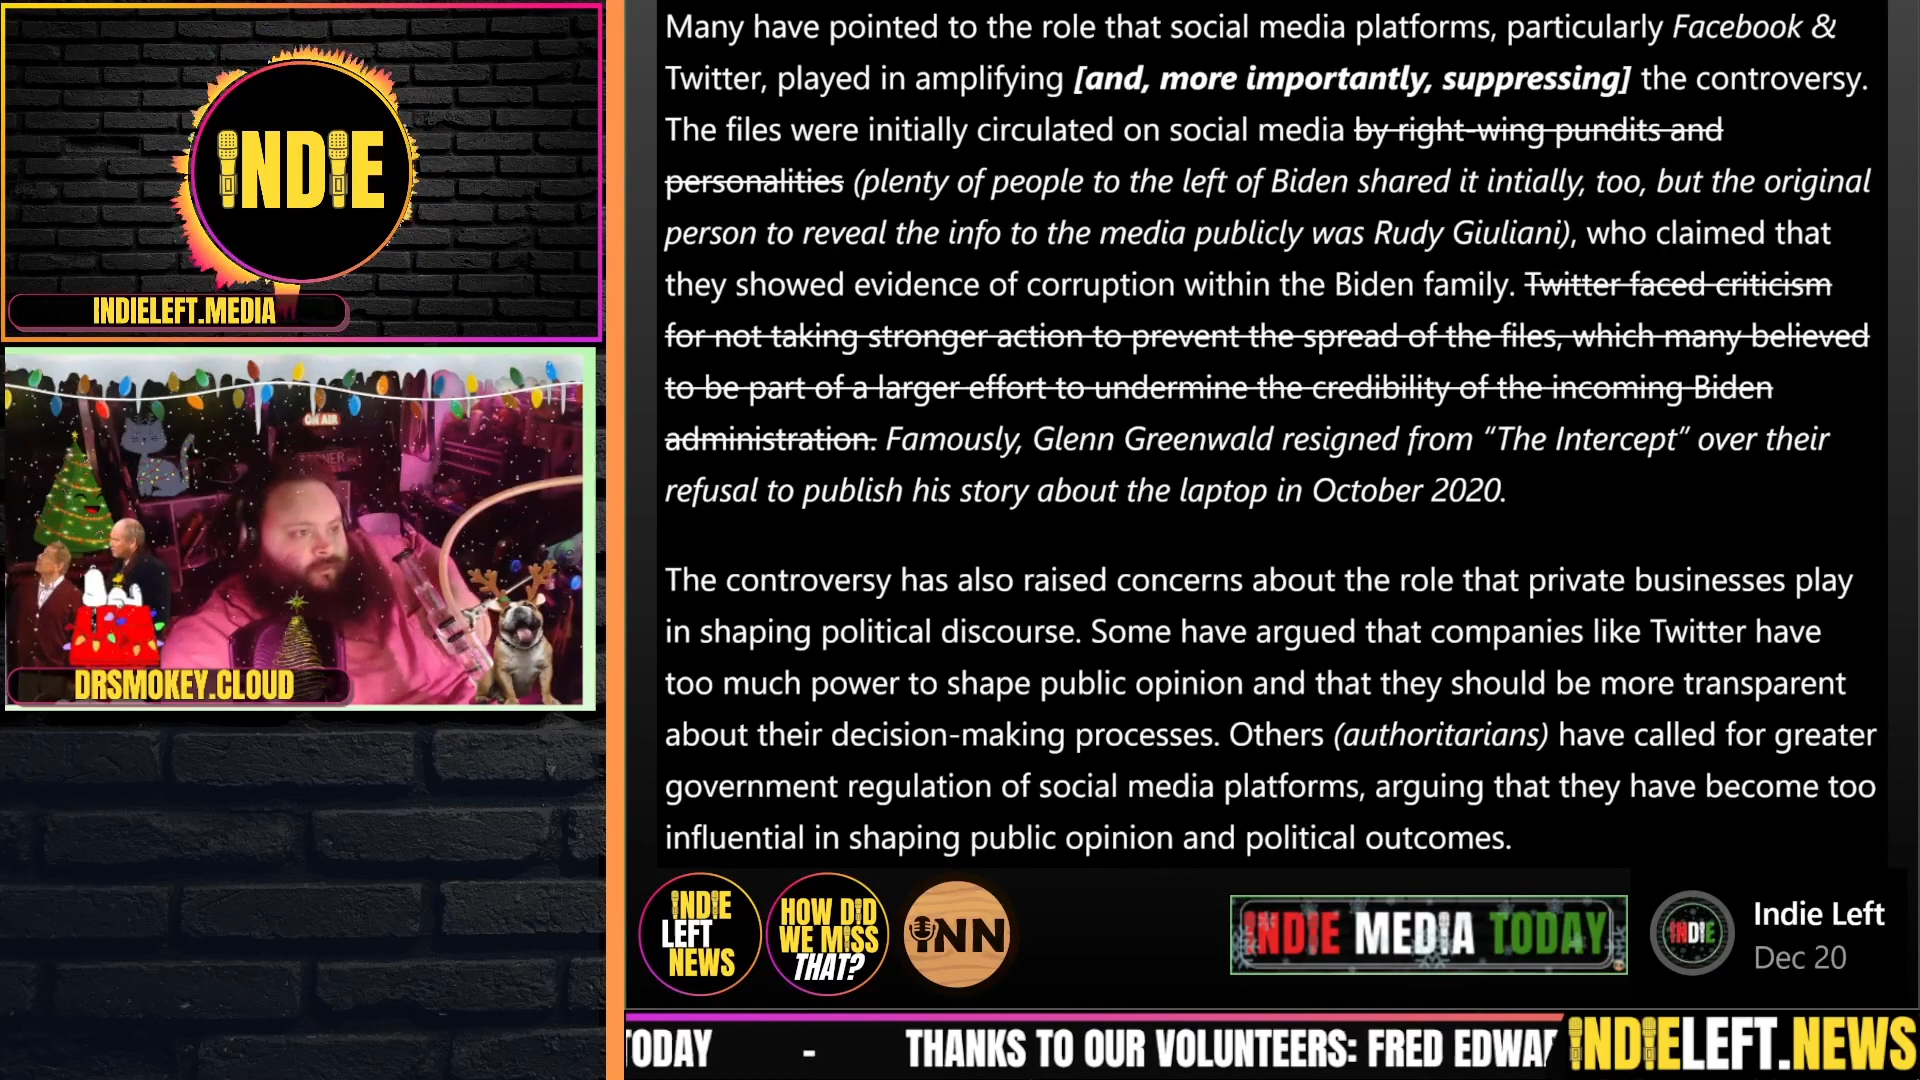 INDIE
INDIELEFT.MEDIA
ON AIR
DRSMOKEY.CLOUD
Many have pointed to the role that social media platforms, particularly Facebook &
Twitter, played in amplifying [and, more importantly, suppressing] the controversy.
The files were initially circulated on social media by right-wing pundits and
personalities (plenty of people to the left of Biden shared it intially, too, but the original
person to reveal the info to the media publicly was Rudy Giuliani), who claimed that
they showed evidence of corruption within the Biden family. Twitter faced criticism
for not taking stronger action to prevent the spread of the files, which many believed
to be part of a larger effort to undermine the credibility of the incoming Biden
administration. Famously, Glenn Greenwald resigned from “The Intercept” over their
refusal to publish his story about the laptop in October 2020.
The controversy has also raised concerns about the role that private businesses play
in shaping political discourse. Some have argued that companies like Twitter have
too much power to shape public opinion and that they should be more transparent
about their decision-making processes. Others (authoritarians) have called for greater
government regulation of social media platforms, arguing that they have become too
influential in shaping public opinion and political outcomes.
INDIE
LEFT
NEWS
HOW DID
WE MISS
THAT?
INN
INDIE MEDIA TODAY
INDIE
Indie Left
Dec 20
TODAY - THANKS TO OUR VOLUNTEERS: FRED EDWAR
INDIELEFT.NEWS